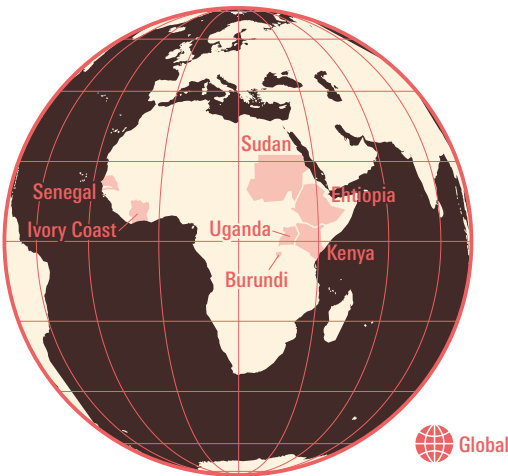 Sudan
Senegal
Ehtiopia
Ivory Coast
Uganda
Kenya
Burundi
Global